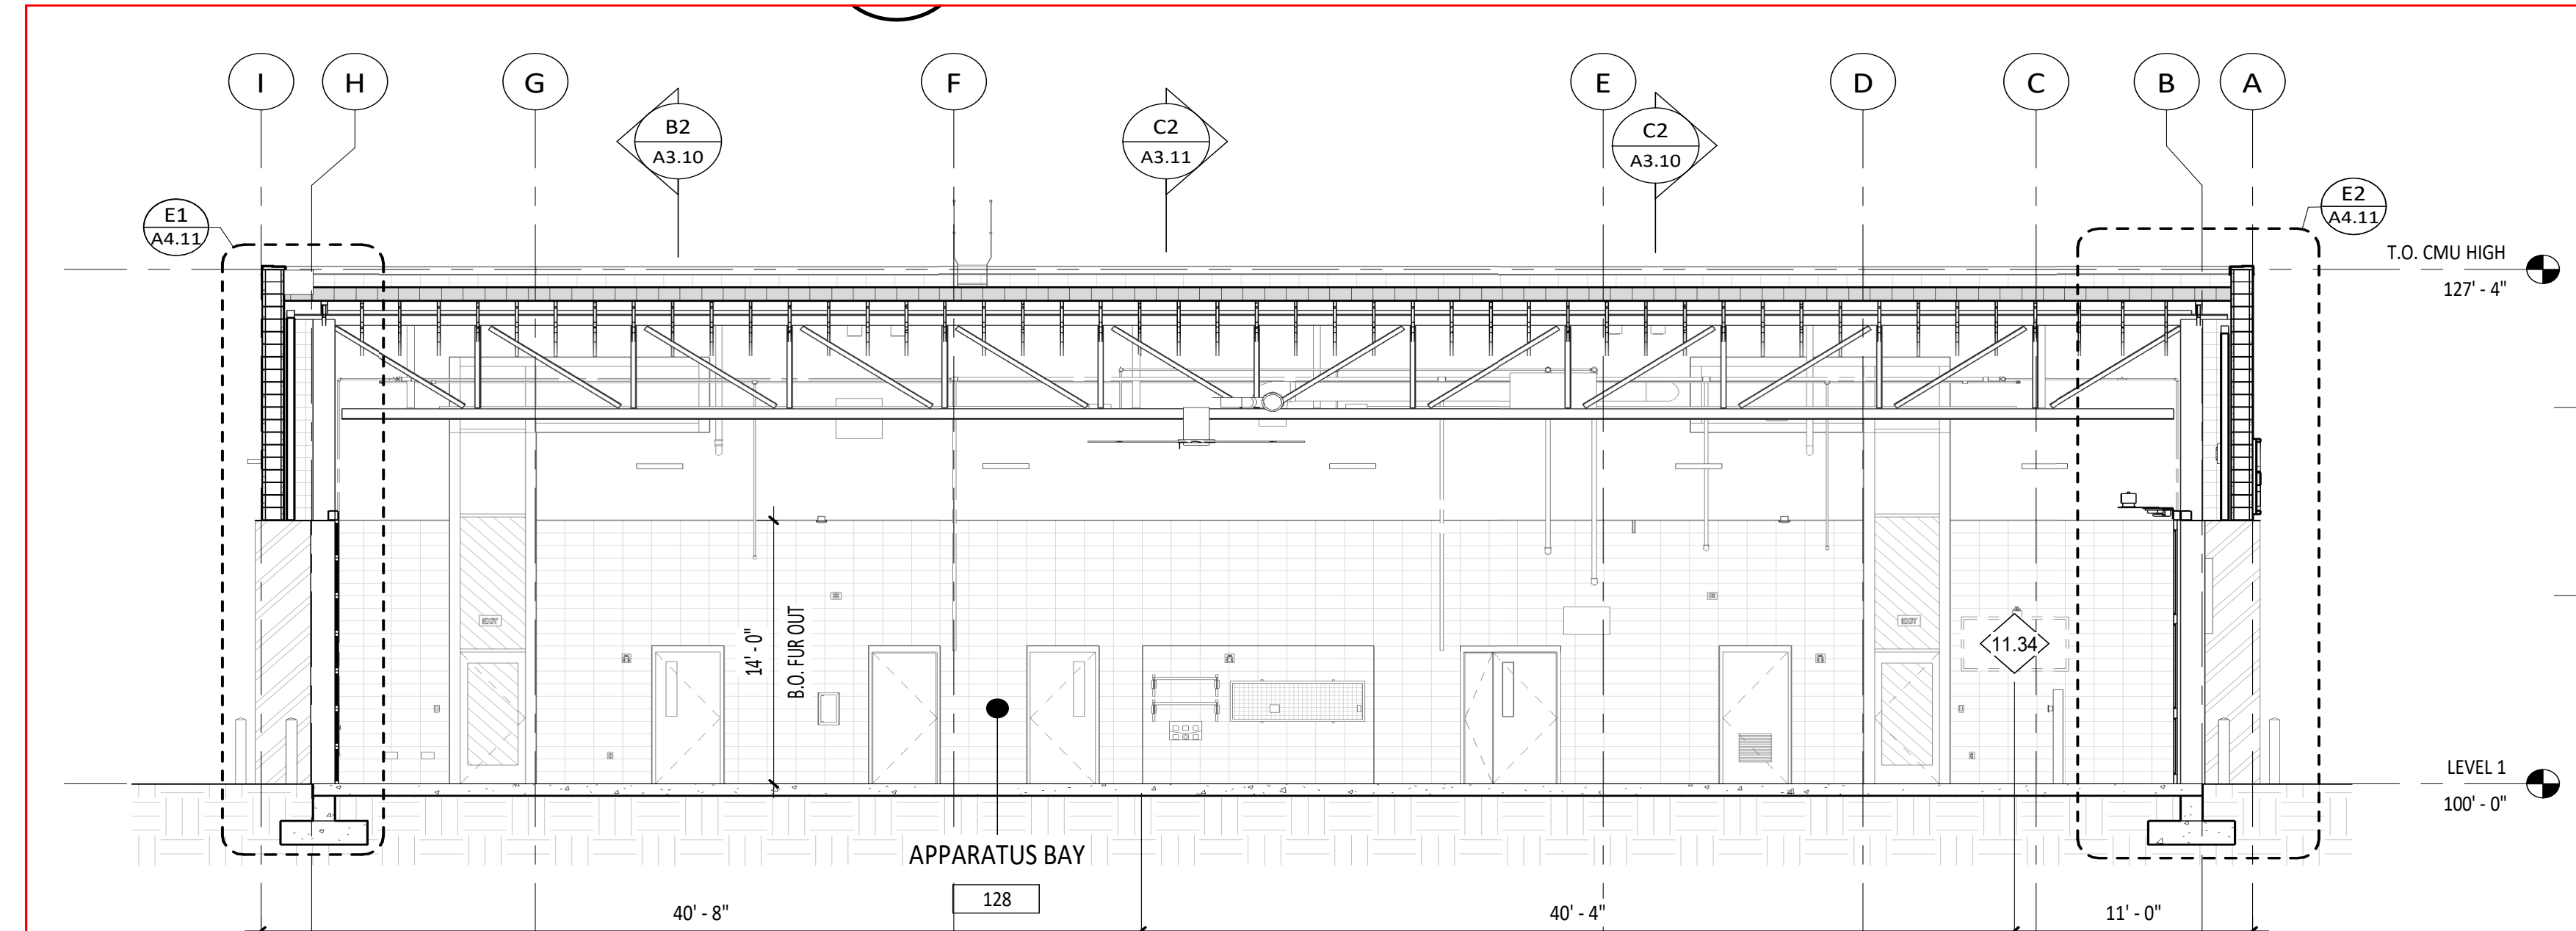 I
H
G
F
E
D
C
B
A
B2
A3.10
C2
A3.11
C2
A3.10
E1
A4.11
E2
A4.11
T.O. CMU HIGH
127' - 4"
EXIT
EXIT
14' - 0"
B.O. FUR OUT
11.34
LEVEL 1
100' - 0"
APPARATUS BAY
128
40' - 8"
40' - 4"
11' - 0"